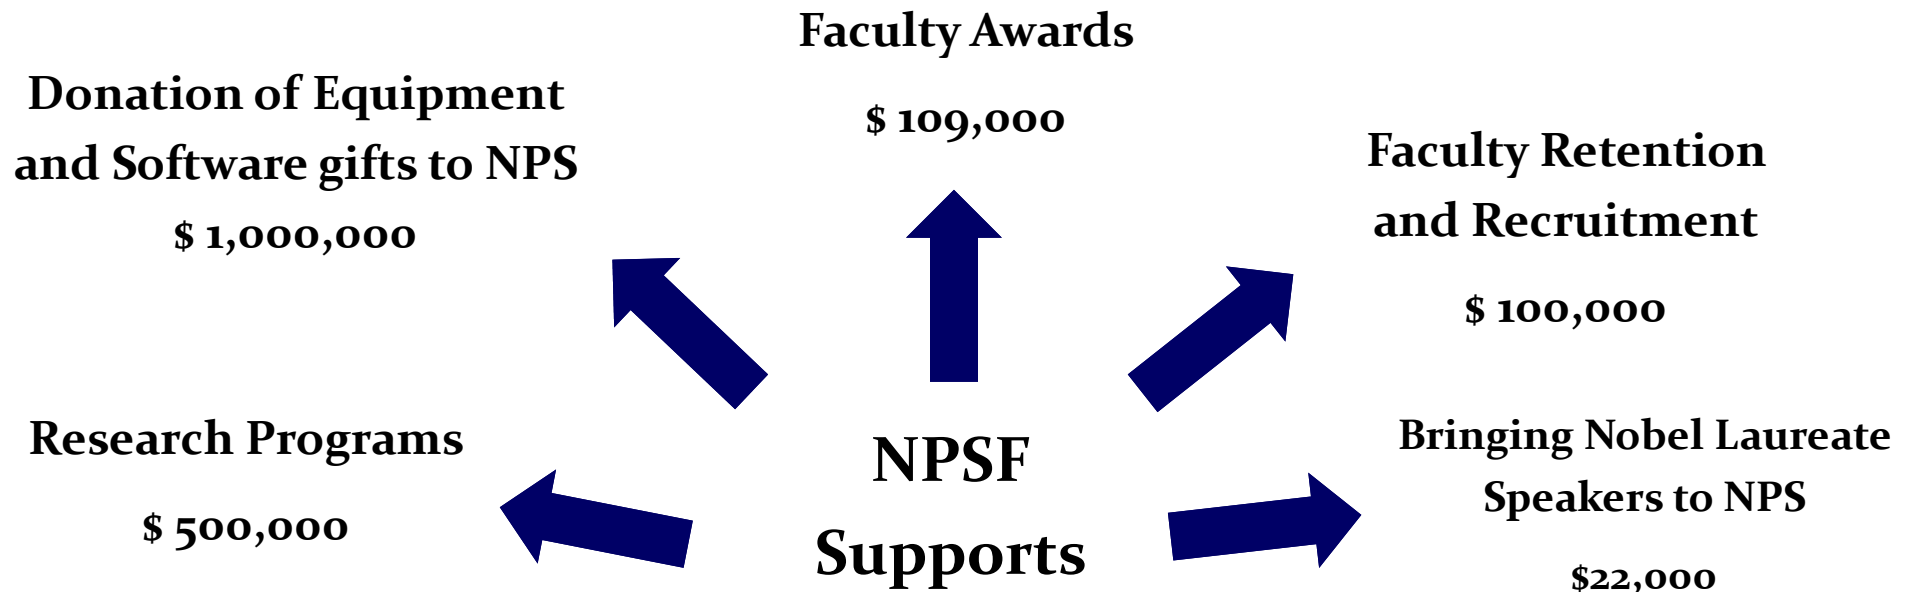 Faculty Awards
$ 109,000
Donation of Equipment
and Software gifts to NPS
$ 1,000,000
Faculty Retention
and Recruitment
$ 100,000
Research Programs
$ 500,000
NPSF
Supports
Bringing Nobel Laureate
Speakers to NPS
$22,000